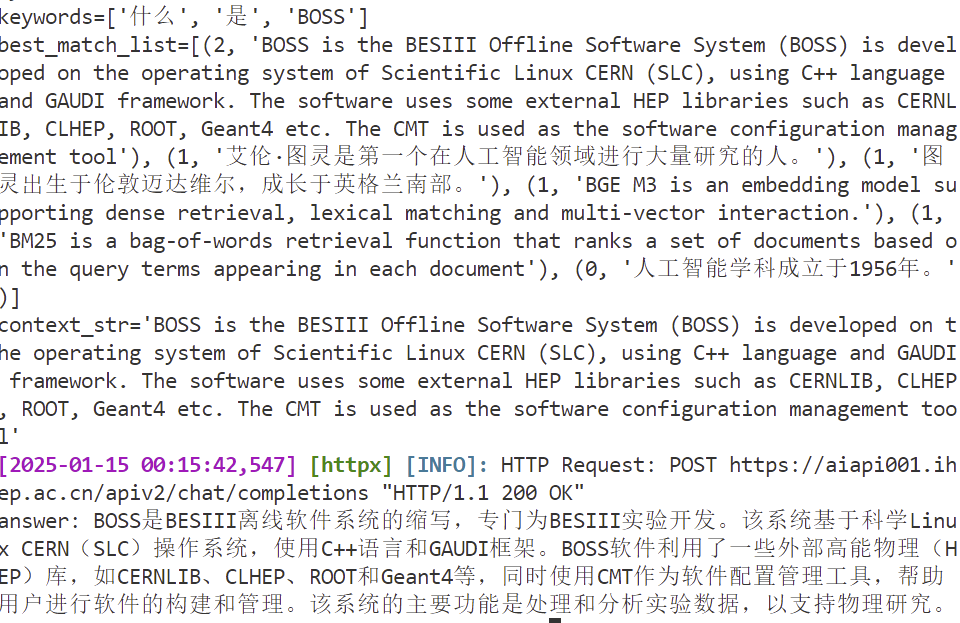 keywords=['什么', '是', 'BOSS']
best_match_list=[(2, 'BOSS is the BESIII Offline Software System (BOSS) is devel
oped on the operating system of Scientific Linux CERN (SLC), using C++ language
and GAUDI framework. The software uses some external HEP libraries such as CERNL
IB, CLHEP, ROOT, Geant4 etc. The CMT is used as the software configuration manag
ement tool'), (1, '艾伦·图灵是第一个在人工智能领域进行大量研究的人。'), (1, '图
灵出生于伦敦迈达维尔，成长于英格兰南部。'), (1, 'BGE M3 is an embedding model su
pporting dense retrieval, lexical matching and multi-vector interaction.'), (1,
'BM25 is a bag-of-words retrieval function that ranks a set of documents based o
n the query terms appearing in each document'), (0, '人工智能学科成立于1956年。'
)]
context_str='BOSS is the BESIII Offline Software System (BOSS) is developed on t
he operating system of Scientific Linux CERN (SLC), using C++ language and GAUDI
 framework. The software uses some external HEP libraries such as CERNLIB, CLHEP
, ROOT, Geant4 etc. The CMT is used as the software configuration management too
l'
[2025-01-15 00:15:42,547] [httpx] [INFO]: HTTP Request: POST https://aiapi001.ih
ep.ac.cn/apiv2/chat/completions "HTTP/1.1 200 OK"
answer: BOSS是BESIII离线软件系统的缩写，专门为BESIII实验开发。该系统基于科学Linu
x CERN（SLC）操作系统，使用C++语言和GAUDI框架。BOSS软件利用了一些外部高能物理（H
EP）库，如CERNLIB、CLHEP、ROOT和Geant4等，同时使用CMT作为软件配置管理工具，帮助
用户进行软件的构建和管理。该系统的主要功能是处理和分析实验数据，以支持物理研究。